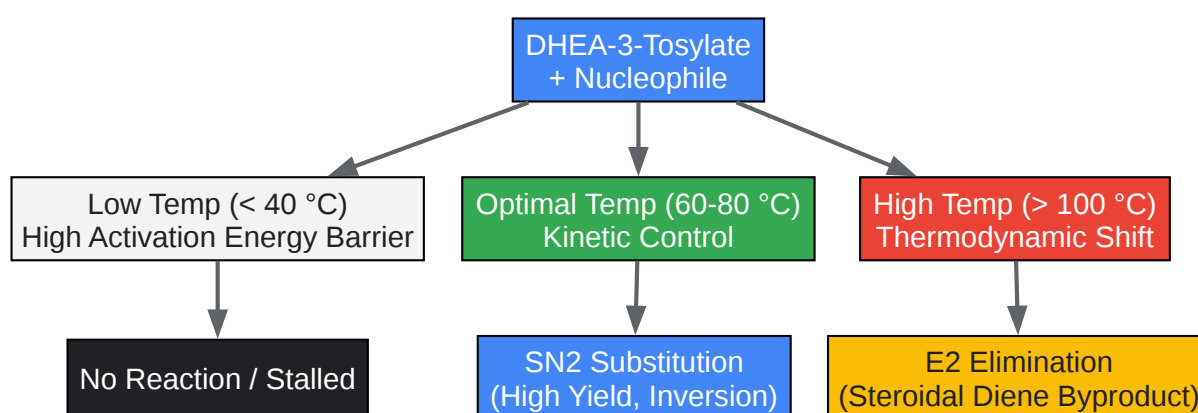 DHEA-3-Tosylate
+ Nucleophile
Low Temp (< 40 °C)
High Activation Energy Barrier
Optimal Temp (60-80 °C)
Kinetic Control
High Temp (> 100 °C)
Thermodynamic Shift
No Reaction / Stalled
SN2 Substitution
(High Yield, Inversion)
E2 Elimination
(Steroidal Diene Byproduct)